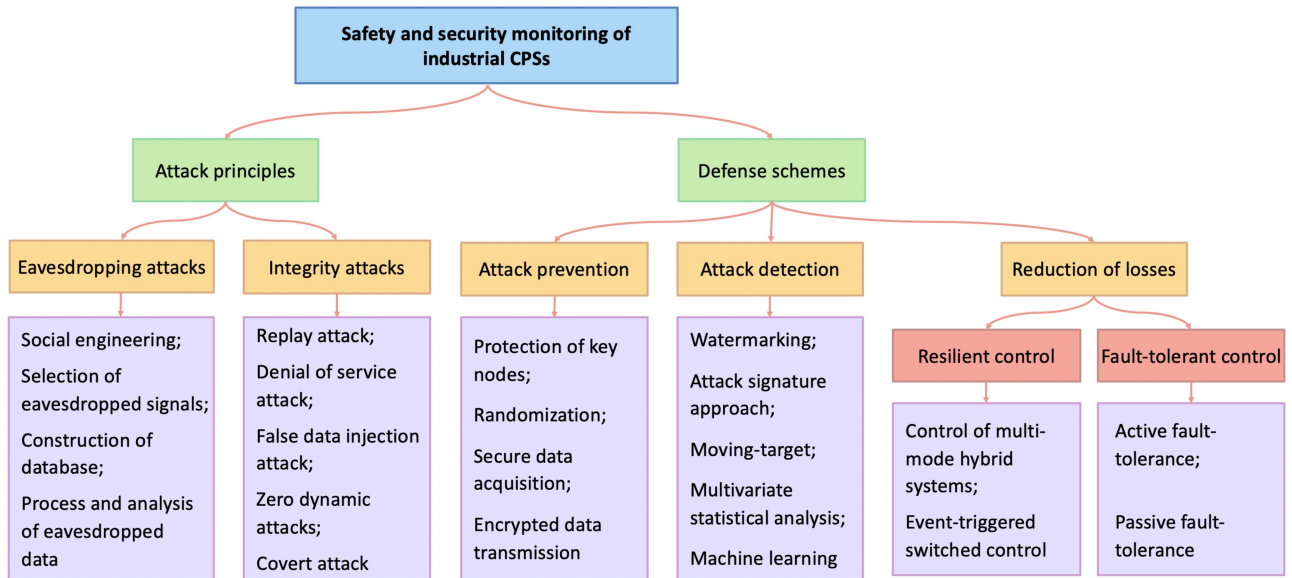 Safety and security monitoring of
industrial CPSs
Attack principles
Defense schemes
Eavesdropping attacks
Integrity attacks
Attack prevention
Attack detection
Reduction of losses
Social engineering;
Selection of
eavesdropped signals;
Construction of
database;
Process and analysis
of eavesdropped
data
Replay attack;
Denial of service
attack;
False data injection
attack;
Zero dynamic
attacks;
Covert attack
Protection of key
nodes;
Randomization;
Secure data
acquisition;
Encrypted data
transmission
Watermarking;
Attack signature
approach;
Moving-target;
Multivariate
statistical analysis;
Machine learning
Resilient control
Fault-tolerant control
Control of multi-
mode hybrid
systems;
Event-triggered
switched control
Active fault-
tolerance;
Passive fault-
tolerance